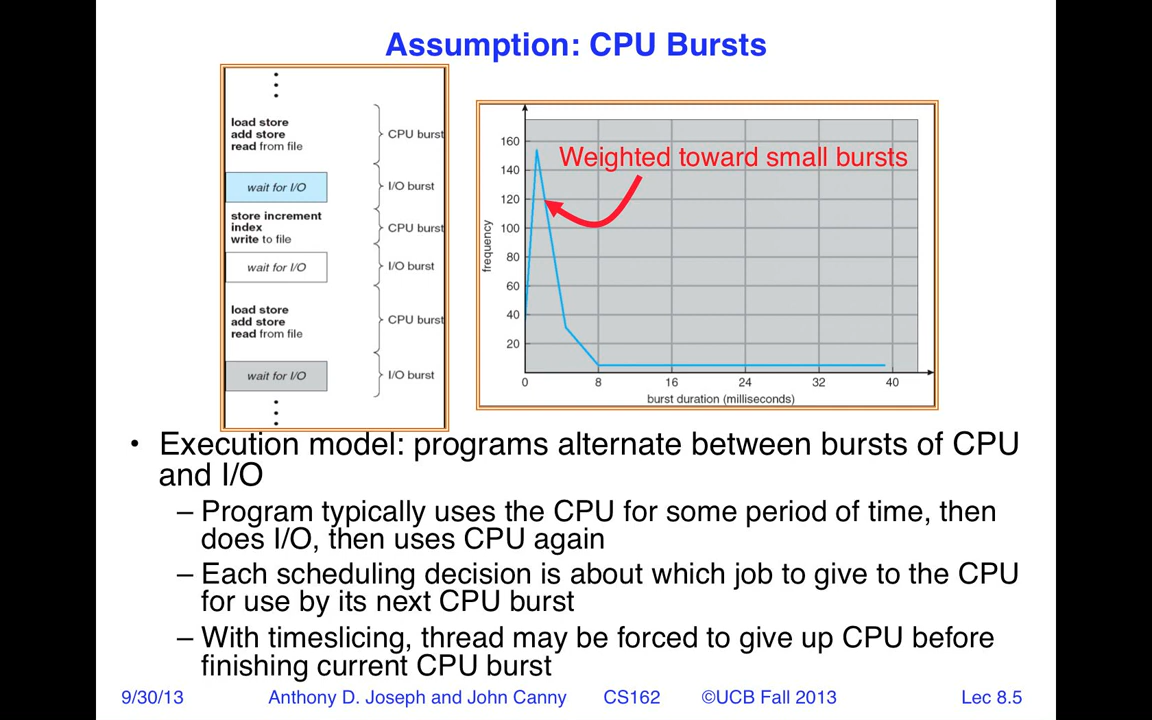 Assumption: CPU Bursts
load store
add store
read from file
CPU burst
wait for I/O
I/O burst
store increment
index
write to file
CPU burst
wait for I/O
I/O burst
load store
add store
read from file
CPU burst
wait for I/O
I/O burst
Weighted toward small bursts
frequency
160
140
120
100
80
60
40
20
0 8 16 24 32 40
burst duration (milliseconds)
• Execution model: programs alternate between bursts of CPU
and I/O
– Program typically uses the CPU for some period of time, then
does I/O, then uses CPU again
– Each scheduling decision is about which job to give to the CPU
for use by its next CPU burst
– With timeslicing, thread may be forced to give up CPU before
finishing current CPU burst
9/30/13 Anthony D. Joseph and John Canny CS162 ©UCB Fall 2013 Lec 8.5